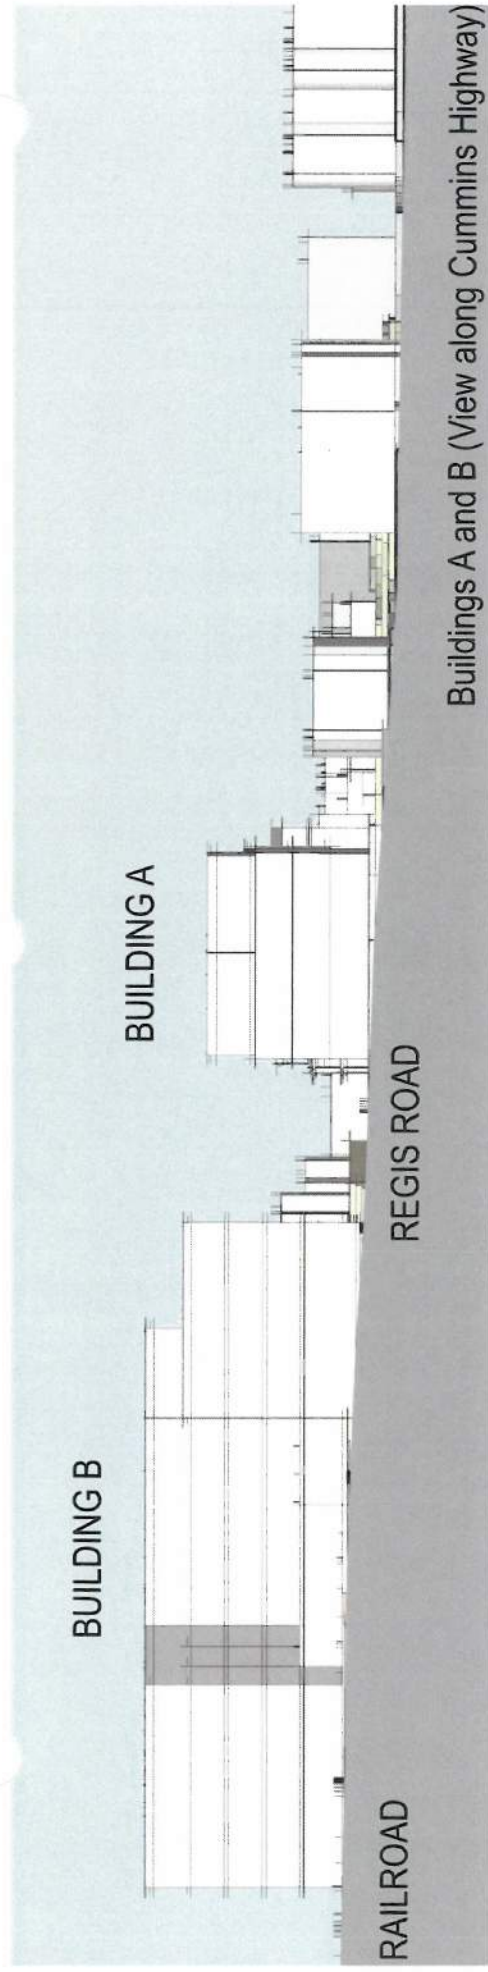 BUILDING B
BUILDING A
RAILROAD
REGIS ROAD
Buildings A and B (View along Cummins Highway)